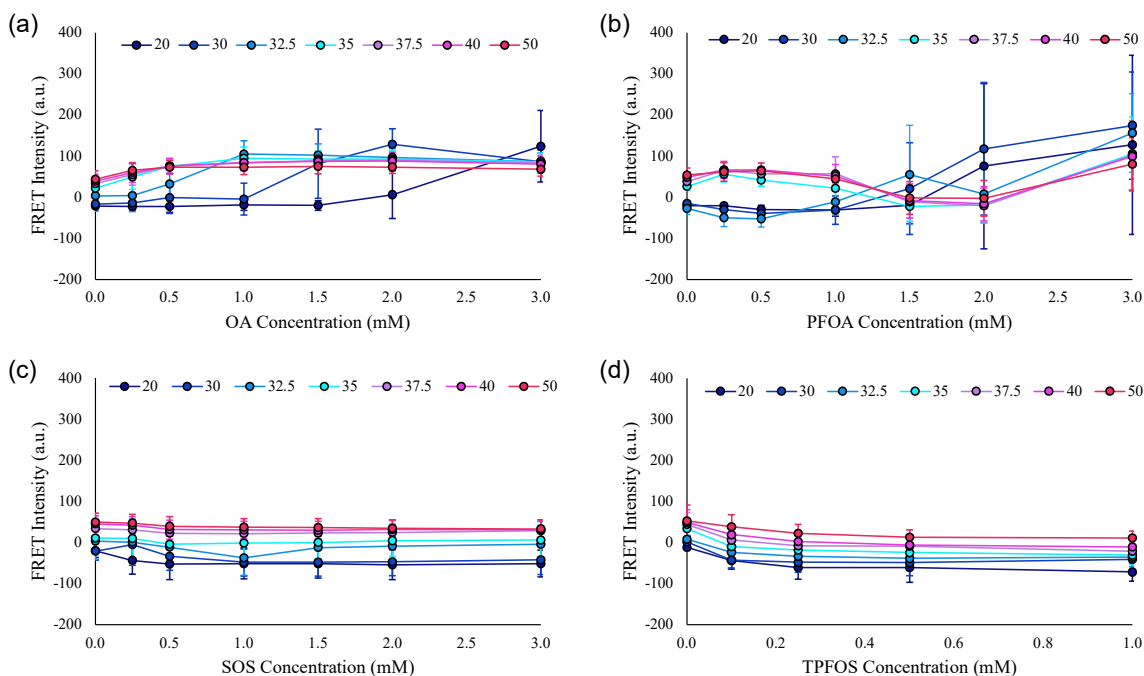 (a)
400
300
200
100
0
-100
-200
FRET Intensity (a.u.)
20 30 32.5 35 37.5 40 50
0.0 0.5 1.0 1.5 2.0 2.5 3.0
OA Concentration (mM)
(b)
400
300
200
100
0
-100
-200
FRET Intensity (a.u.)
20 30 32.5 35 37.5 40 50
0.0 0.5 1.0 1.5 2.0 2.5 3.0
PFOA Concentration (mM)
(c)
400
300
200
100
0
-100
-200
FRET Intensity (a.u.)
20 30 32.5 35 37.5 40 50
0.0 0.5 1.0 1.5 2.0 2.5 3.0
SOS Concentration (mM)
(d)
400
300
200
100
0
-100
-200
FRET Intensity (a.u.)
20 30 32.5 35 37.5 40 50
0.0 0.2 0.4 0.6 0.8 1.0
TPFOS Concentration (mM)